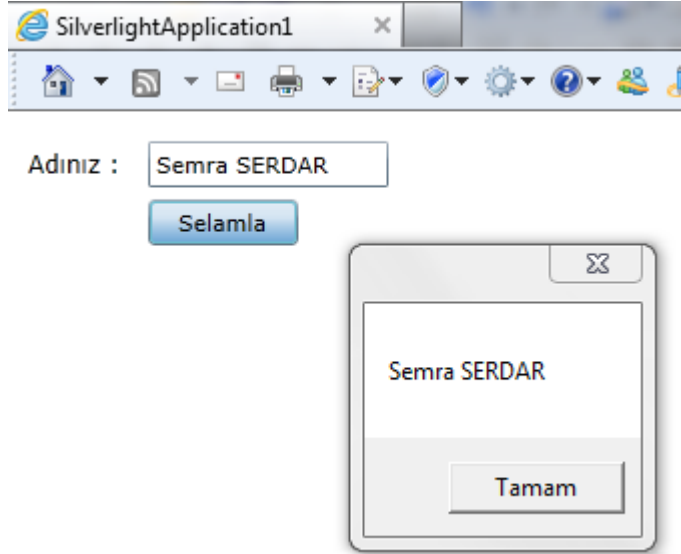 SilverlightApplication1
Adınız :
Semra SERDAR
Selamla
Semra SERDAR
Tamam